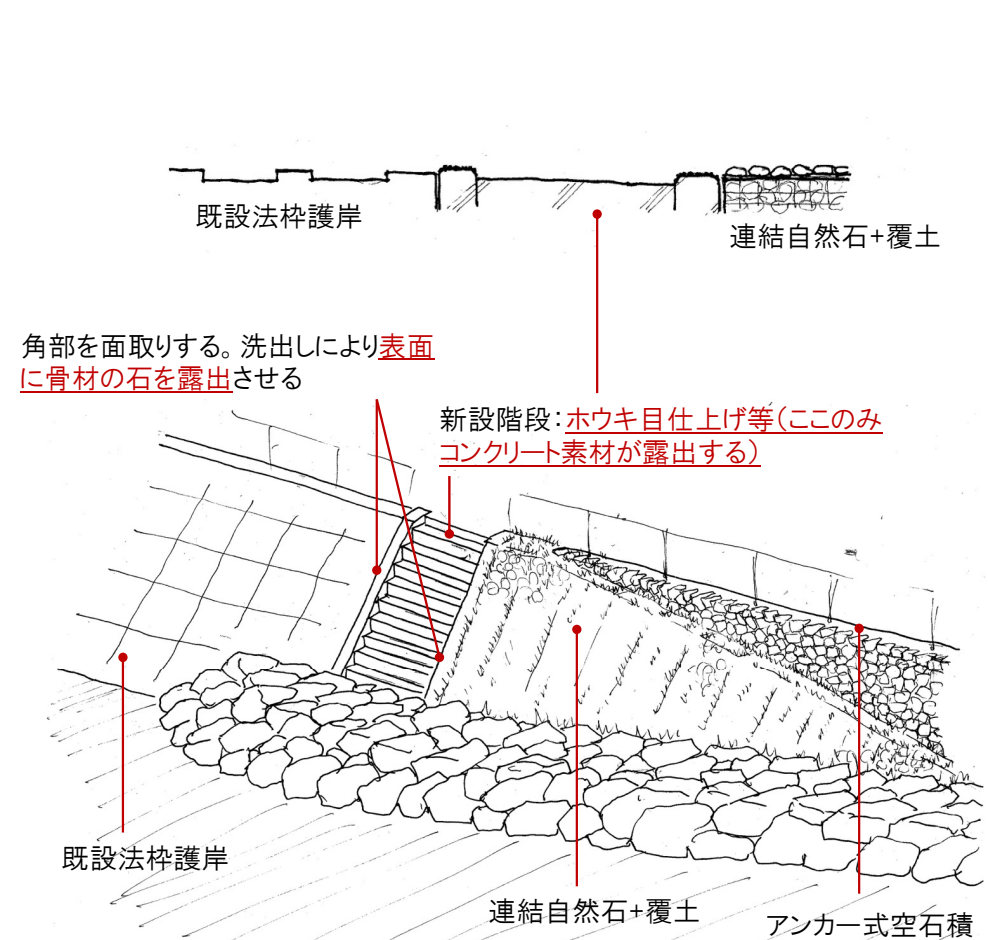 既設法枠護岸
連結自然石+覆土
角部を面取りする。洗出しにより表面
に骨材の石を露出させる
新設階段：ホウキ目仕上げ等（ここのみ
コンクリート素材が露出する）
既設法枠護岸
連結自然石+覆土
アンカー式空石積